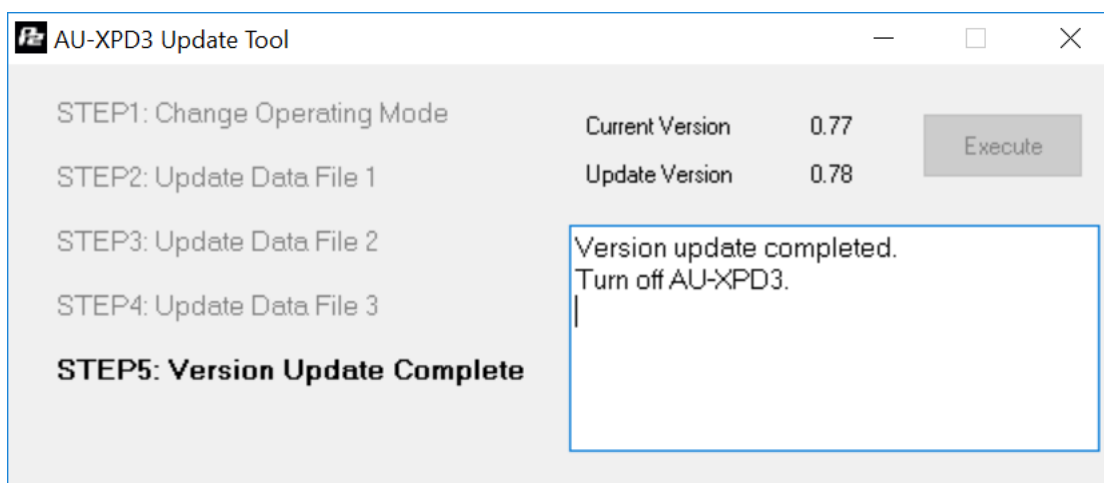 P2 AU-XPD3 Update Tool
STEP1: Change Operating Mode
STEP2: Update Data File 1
STEP3: Update Data File 2
STEP4: Update Data File 3
STEP5: Version Update Complete
Current Version 0.77
Update Version 0.78
Execute
Version update completed.
Turn off AU-XPD3.